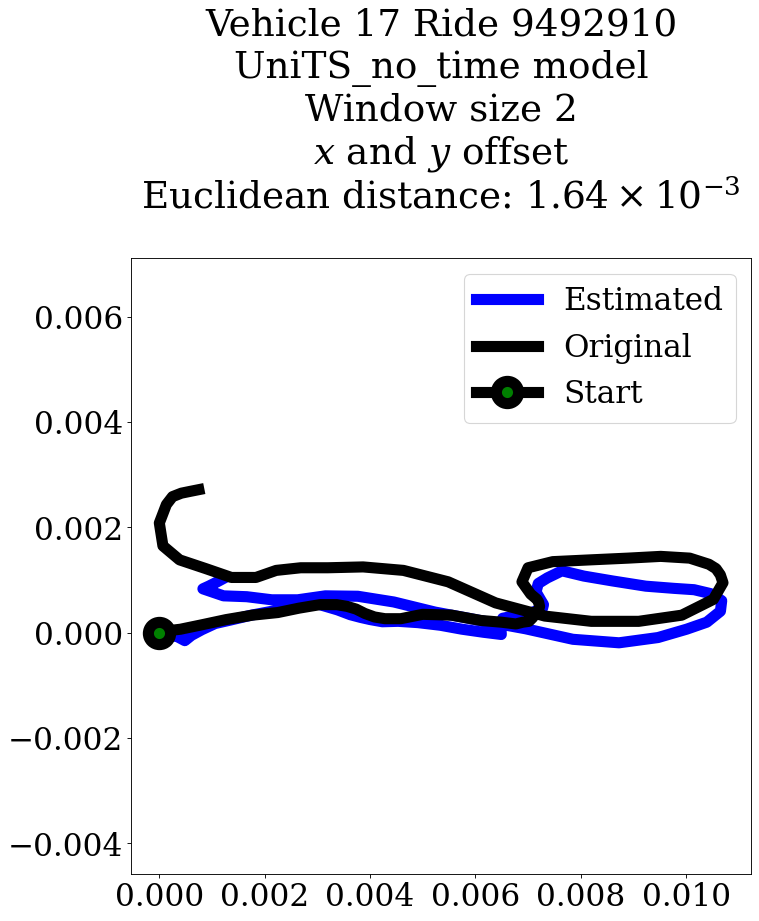 Vehicle 17 Ride 9492910
UniTS_no_time model
Window size 2
x and y offset
Euclidean distance: 1.64 × 10⁻³
Estimated
Original
Start
0.006
0.004
0.002
0.000
−0.002
−0.004
0.000 0.002 0.004 0.006 0.008 0.010